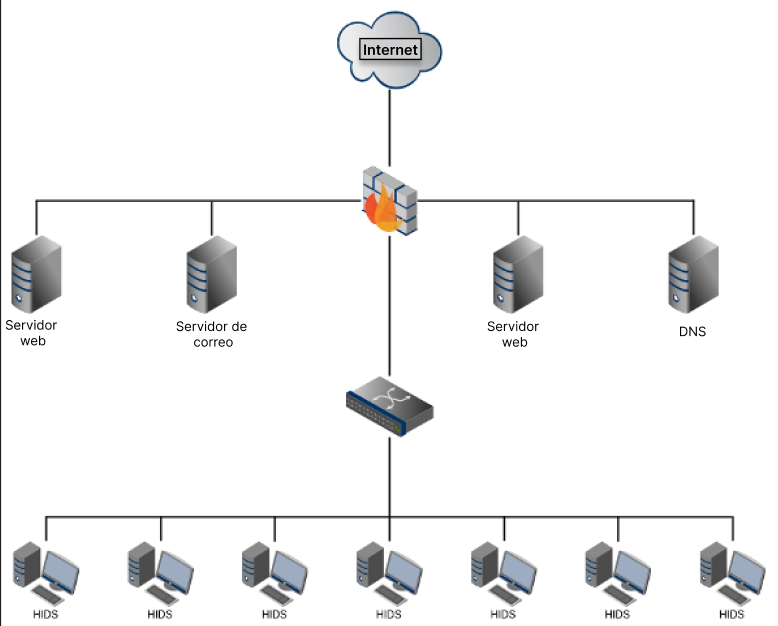 Internet
Servidor
web
Servidor de
correo
Servidor
web
DNS
HIDS
HIDS
HIDS
HIDS
HIDS
HIDS
HIDS